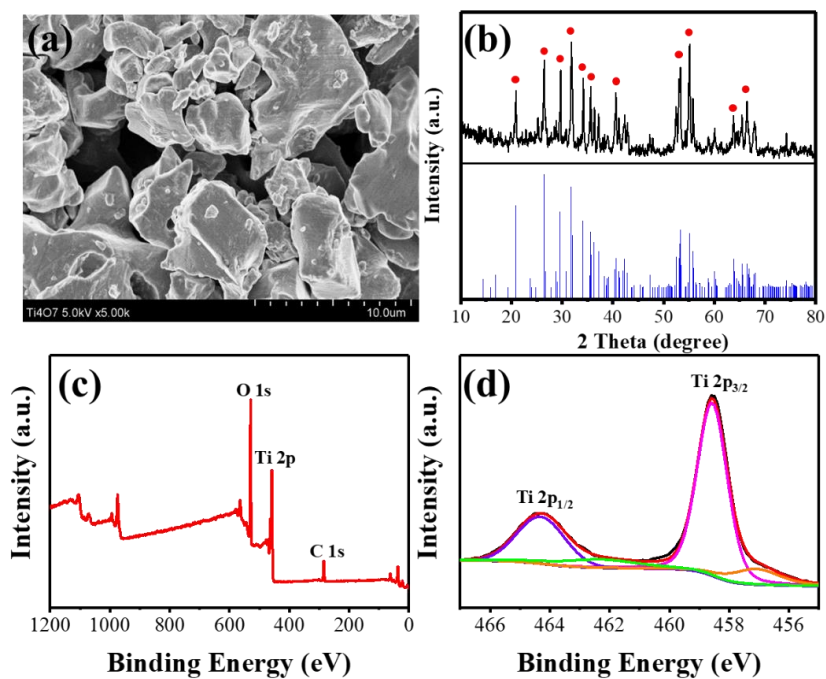 (a)
Ti4O7 5.0kV x5.00k 10.0um
(b)
Intensity (a.u.)
10 20 30 40 50 60 70 80
2 Theta (degree)
(c)
O 1s
Ti 2p
C 1s
Intensity (a.u.)
1200 1000 800 600 400 200 0
Binding Energy (eV)
(d)
Ti 2p3/2
Ti 2p1/2
Intensity (a.u.)
466 464 462 460 458 456
Binding Energy (eV)